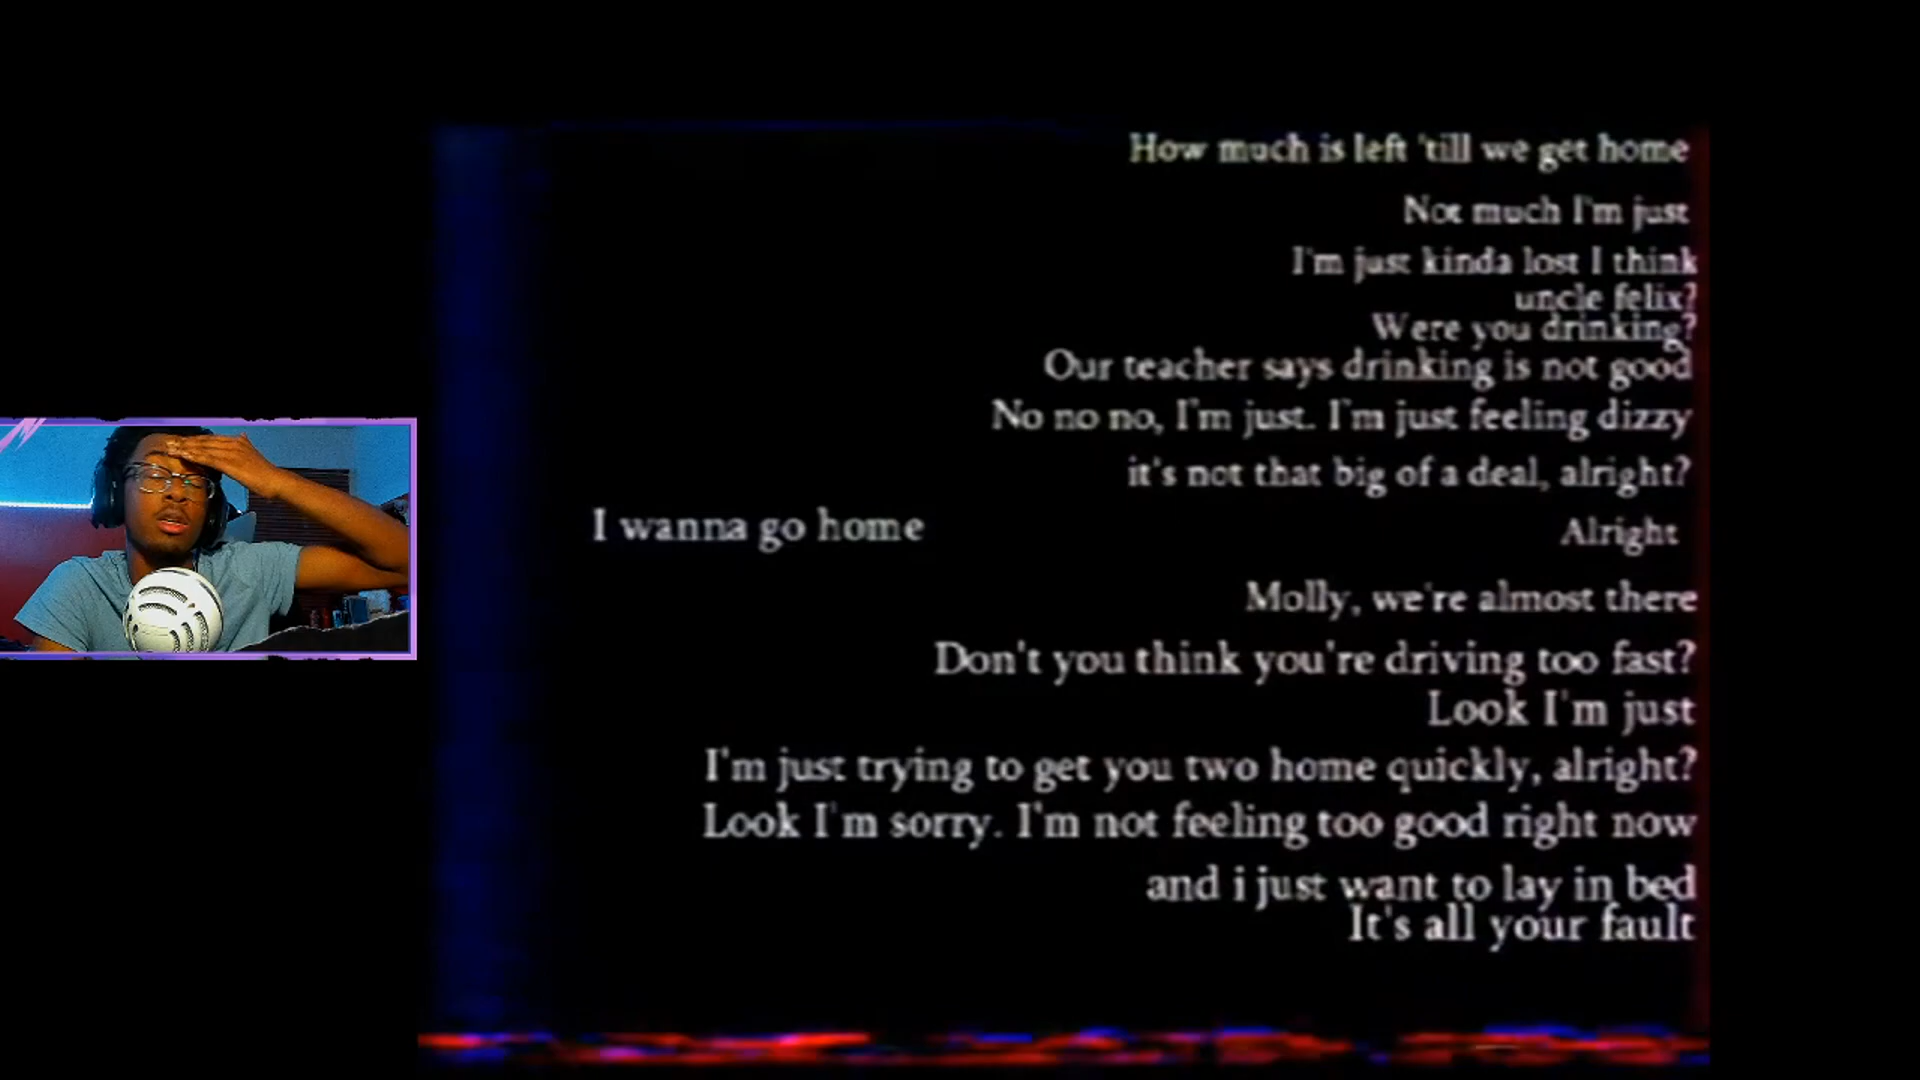 How much is left 'till we get home
Not much I'm just
I'm just kinda lost I think
uncle felix?
Were you drinking?
Our teacher says drinking is not good
No no no, I'm just. I'm just feeling dizzy
it's not that big of a deal, alright?
I wanna go home
Alright
Molly, we're almost there
Don't you think you're driving too fast?
Look I'm just
I'm just trying to get you two home quickly, alright?
Look I'm sorry. I'm not feeling too good right now
and i just want to lay in bed
It's all your fault